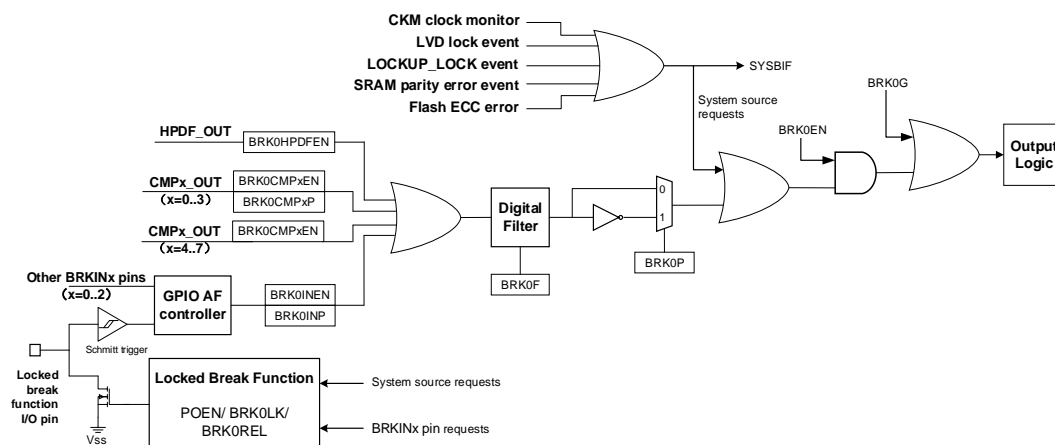 CKM clock monitor
LVD lock event
LOCKUP_LOCK event
SRAM parity error event
Flash ECC error
SYSBIF
System source
requests
BRK0G
BRK0EN
Output
Logic
HPDF_OUT
BRK0HPDFEN
CMPx_OUT
(x=0..3)
BRK0CMPxEN
BRK0CMPxP
CMPx_OUT
(x=4..7)
BRK0CMPxEN
Digital
Filter
0
1
BRK0F
BRK0P
Other BRKINx pins
(x=0..2)
GPIO AF
controller
BRK0INEN
BRK0INP
Schmitt trigger
Locked
break
function
I/O pin
Vss
Locked Break Function
POEN/ BRK0LK/
BRK0REL
System source requests
BRKINx pin requests